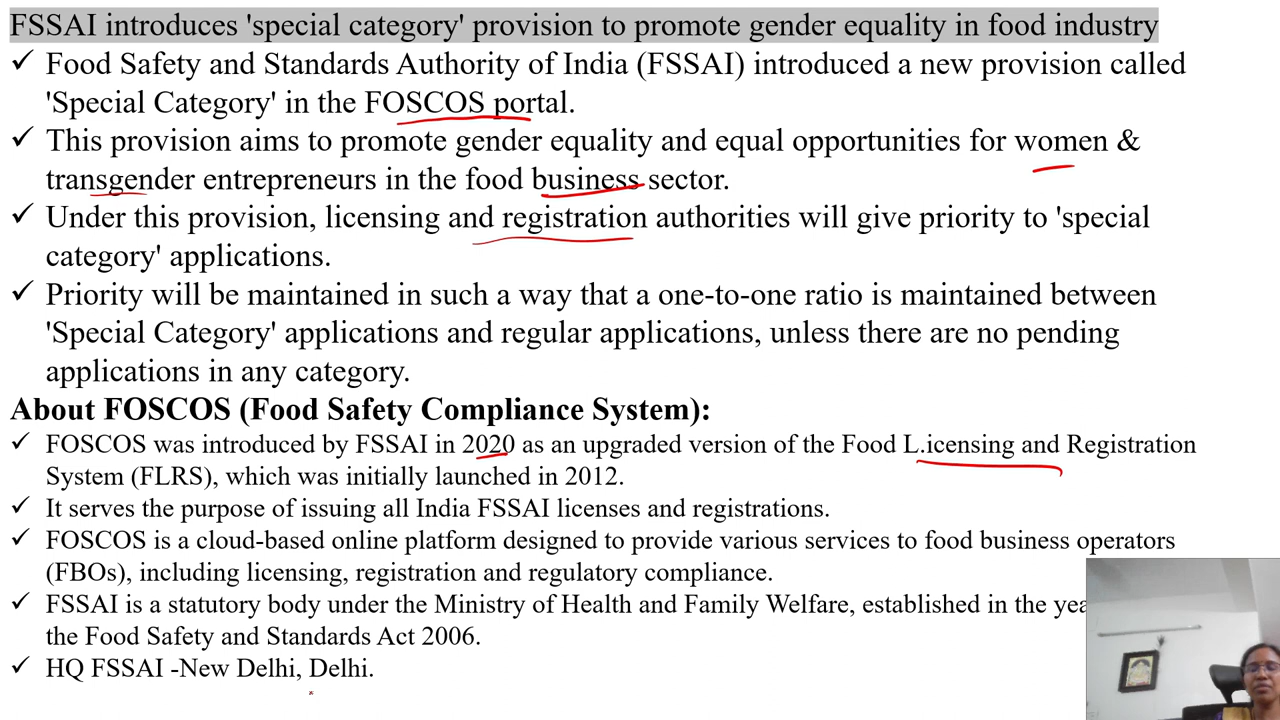 FSSAI introduces 'special category' provision to promote gender equality in food industry
✓ Food Safety and Standards Authority of India (FSSAI) introduced a new provision called
'Special Category' in the FOSCOS portal.
✓ This provision aims to promote gender equality and equal opportunities for women &
transgender entrepreneurs in the food business sector.
✓ Under this provision, licensing and registration authorities will give priority to 'special
category' applications.
✓ Priority will be maintained in such a way that a one-to-one ratio is maintained between
'Special Category' applications and regular applications, unless there are no pending
applications in any category.
About FOSCOS (Food Safety Compliance System):
✓ FOSCOS was introduced by FSSAI in 2020 as an upgraded version of the Food L.icensing and Registration
System (FLRS), which was initially launched in 2012.
✓ It serves the purpose of issuing all India FSSAI licenses and registrations.
✓ FOSCOS is a cloud-based online platform designed to provide various services to food business operators
(FBOs), including licensing, registration and regulatory compliance.
✓ FSSAI is a statutory body under the Ministry of Health and Family Welfare, established in the
the Food Safety and Standards Act 2006.
✓ HQ FSSAI -New Delhi, Delhi.